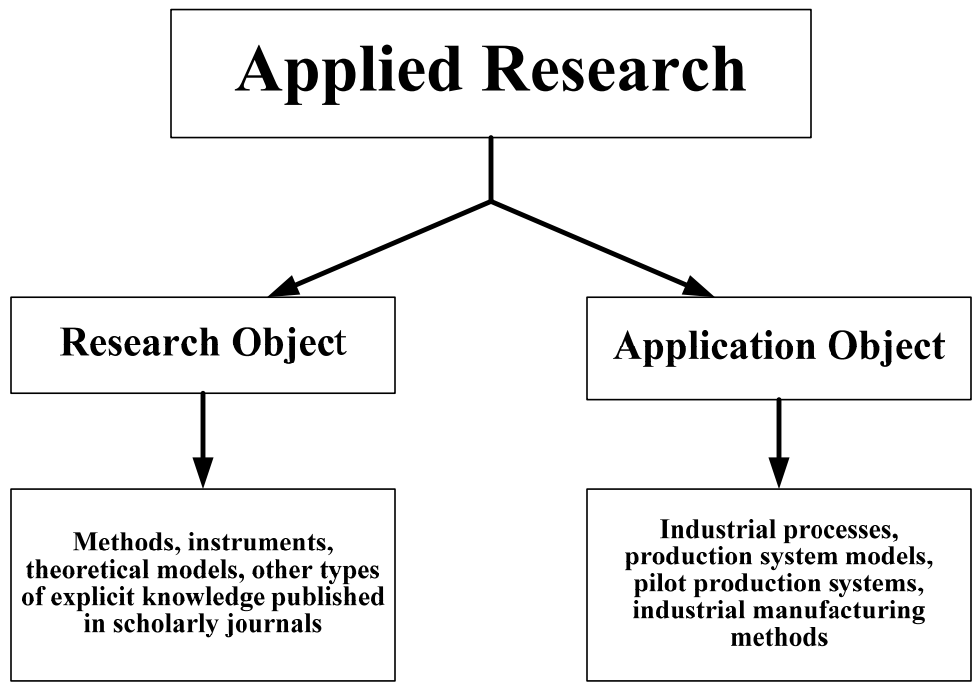 Applied Research
Research Object
Application Object
Methods, instruments,
theoretical models, other types
of explicit knowledge published
in scholarly journals
Industrial processes,
production system models,
pilot production systems,
industrial manufacturing
methods